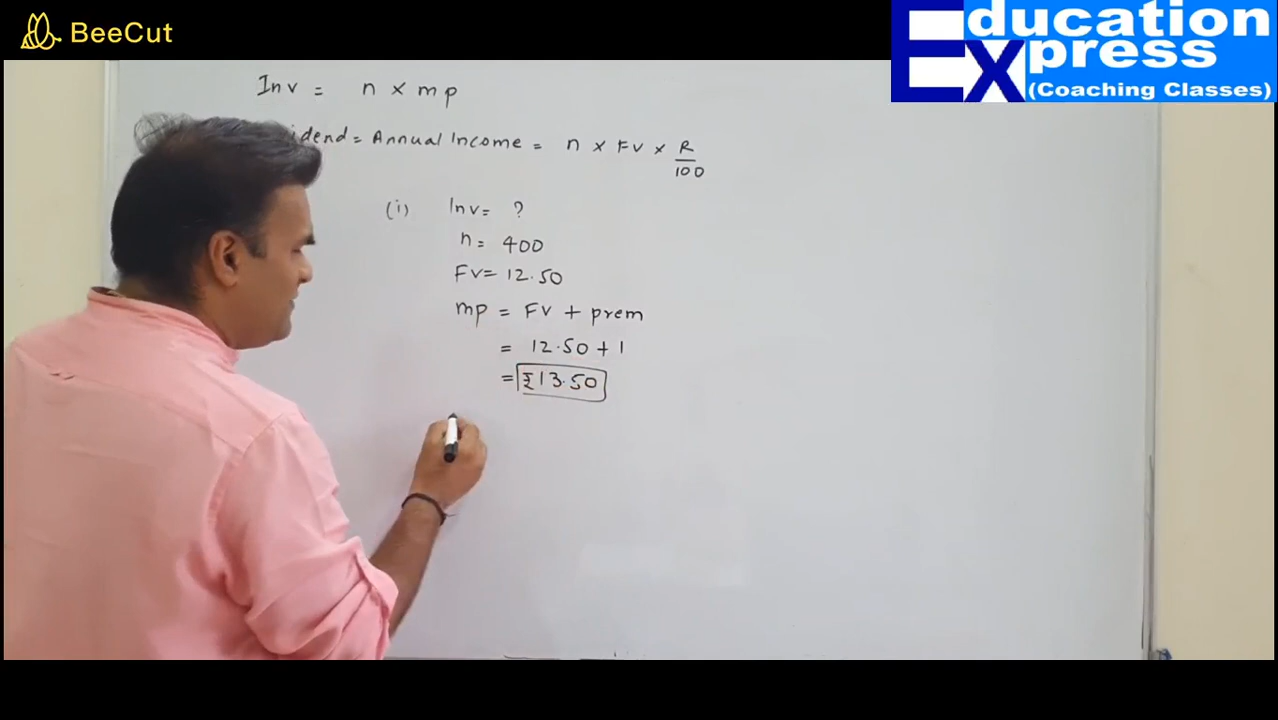 BeeCut
Education
Express
(Coaching Classes)
Inv = n × mp
idend = Annual Income = n × Fv × R/100
(i) Inv = ?
n = 400
Fv = 12.50
mp = Fv + prem
= 12.50 + 1
= ₹13.50